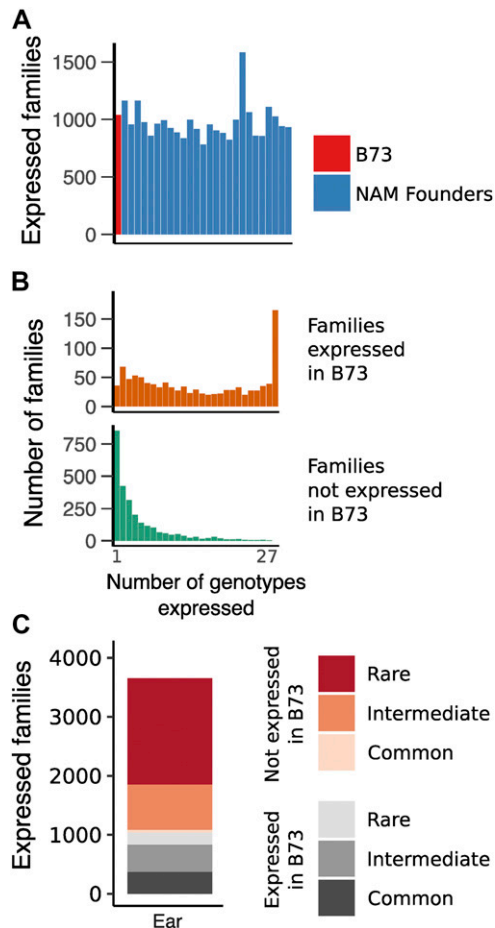 A
Expressed families
1500
1000
500
0
B73
NAM Founders
B
Number of families
150
100
50
0
Families
expressed
in B73
750
500
250
0
Families
not expressed
in B73
1
27
Number of genotypes
expressed
C
Expressed families
4000
3000
2000
1000
0
Ear
Not expressed
in B73
Rare
Intermediate
Common
Expressed
in B73
Rare
Intermediate
Common